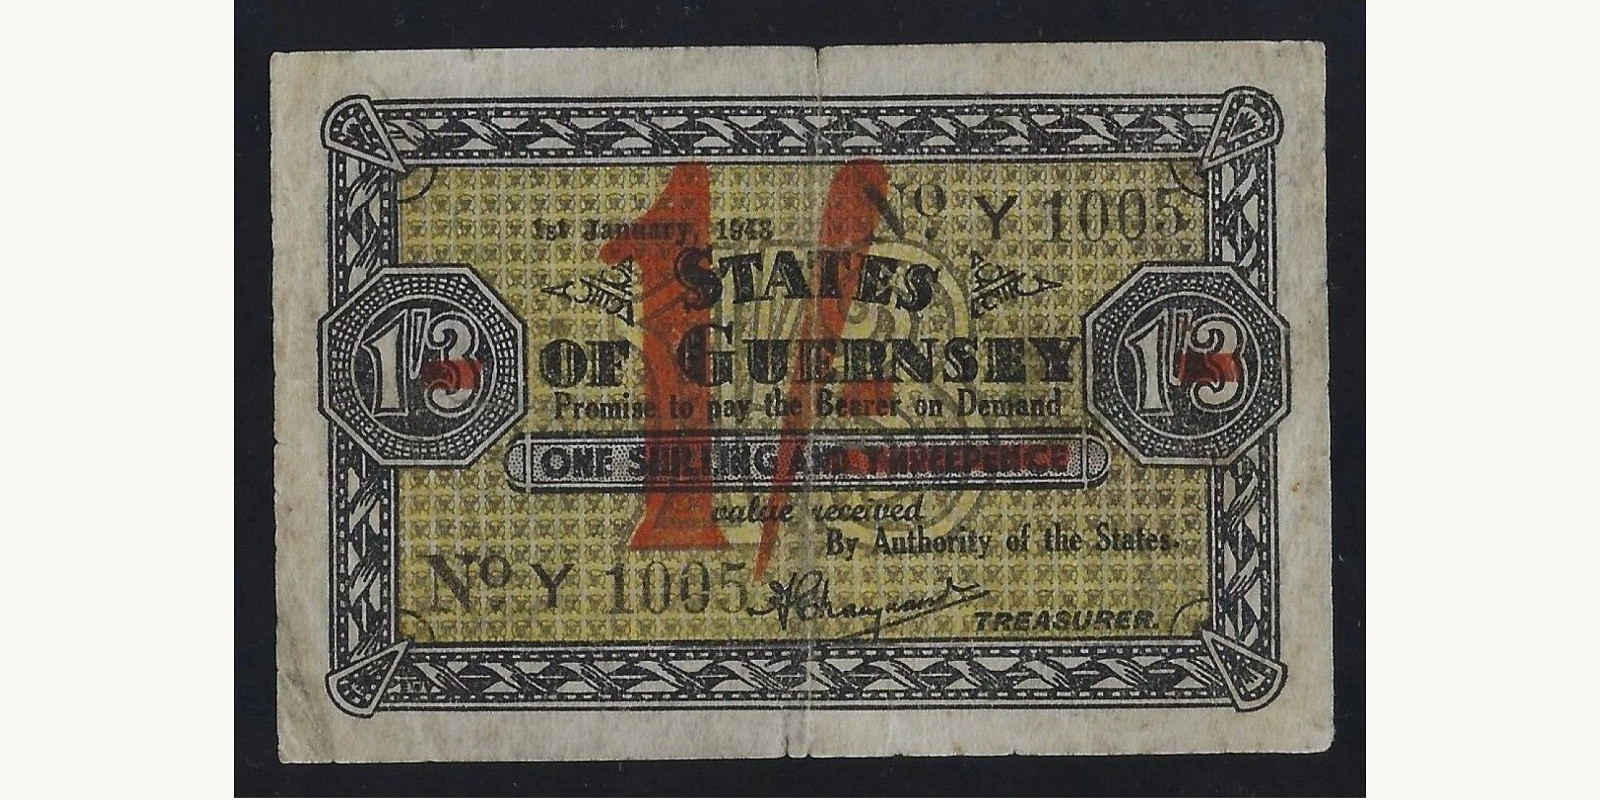 1st January, 1943
No Y 1005
STATES
OF GUERNSEY
1/
1/3
1/3
Promise to pay the Bearer on Demand
ONE SHILLING AND THREEPENCE
value received
By Authority of the States.
No Y 1005
TREASURER.